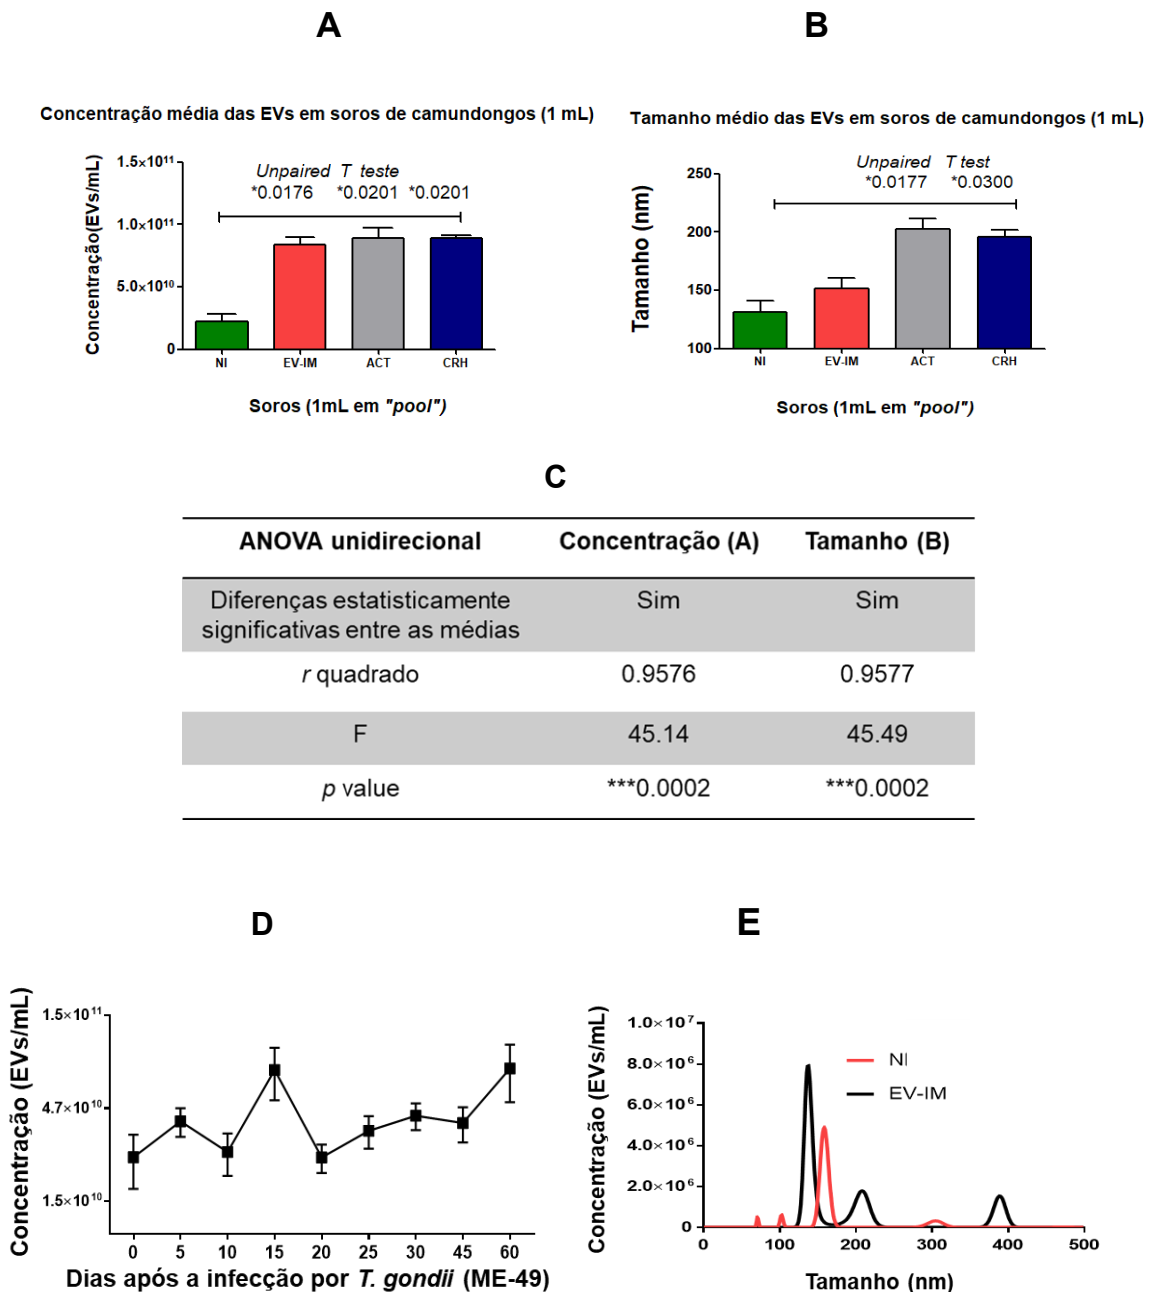 A
B
Concentração média das EVs em soros de camundongos (1 mL)
Tamanho médio das EVs em soros de camundongos (1 mL)
Concentração(EVs/mL)
1.5×10¹¹
1.0×10¹¹
5.0×10¹⁰
0
Unpaired T teste
*0.0176 *0.0201 *0.0201
NI EV-IM ACT CRH
Soros (1mL em "pool")
Tamanho (nm)
250
200
150
100
Unpaired T test
*0.0177 *0.0300
NI EV-IM ACT CRH
Soros (1mL em "pool")
C
ANOVA unidirecional Concentração (A) Tamanho (B)
Diferenças estatisticamente
significativas entre as médias Sim Sim
r quadrado 0.9576 0.9577
F 45.14 45.49
p value ***0.0002 ***0.0002
D
E
Concentração (EVs/mL)
1.5×10¹¹
4.7×10¹⁰
1.5×10¹⁰
0 5 10 15 20 25 30 45 60
Dias após a infecção por T. gondii (ME-49)
Concentração (EVs/mL)
1.0×10⁷
8.0×10⁶
6.0×10⁶
4.0×10⁶
2.0×10⁶
0
NI
EV-IM
0 100 200 300 400 500
Tamanho (nm)